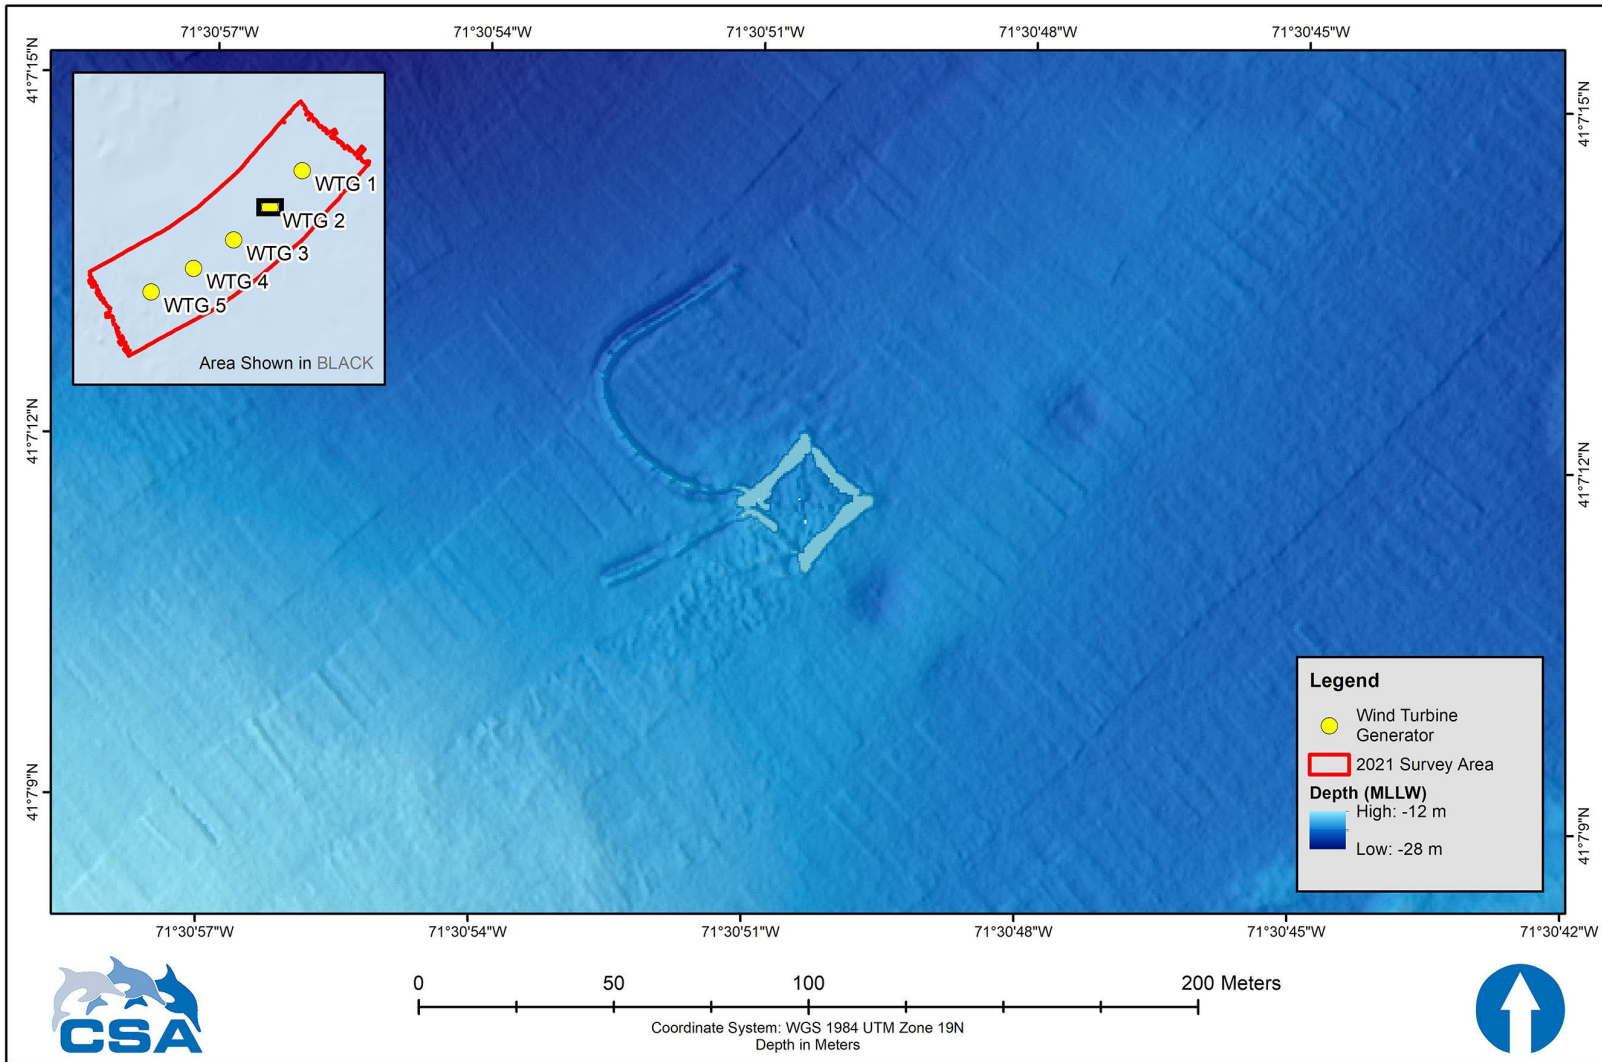 71°30'57"W 71°30'54"W 71°30'51"W 71°30'48"W 71°30'45"W
41°7'15"N
41°7'15"N
WTG 1
WTG 2
WTG 3
WTG 4
WTG 5
Area Shown in BLACK
41°7'12"N
41°7'12"N
Legend
Wind Turbine
Generator
2021 Survey Area
Depth (MLLW)
High: -12 m
Low: -28 m
41°7'9"N
41°7'9"N
71°30'57"W 71°30'54"W 71°30'51"W 71°30'48"W 71°30'45"W 71°30'42"W
CSA
0 50 100 200 Meters
Coordinate System: WGS 1984 UTM Zone 19N
Depth in Meters